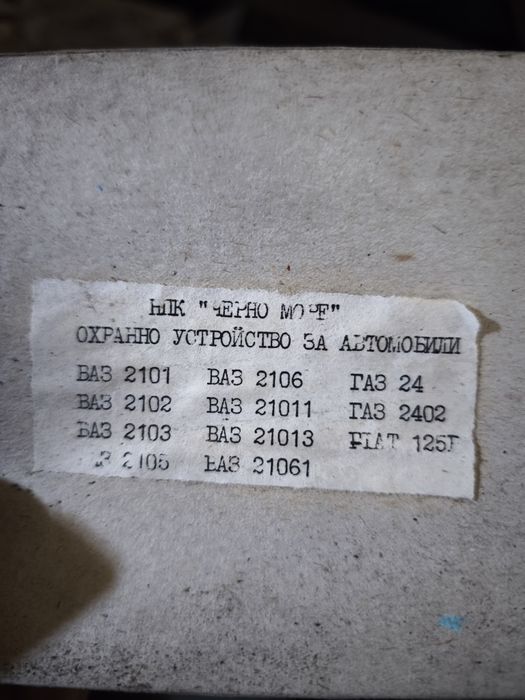 НПК "ЧЕРНО МОРЕ"
ОХРАННО УСТРОЙСТВО ЗА АВТОМОБИЛИ
ВАЗ 2101 ВАЗ 2106 ГАЗ 24
ВАЗ 2102 ВАЗ 21011 ГАЗ 2402
ВАЗ 2103 ВАЗ 21013 FIAT 125P
ВАЗ 2105 ВАЗ 21061